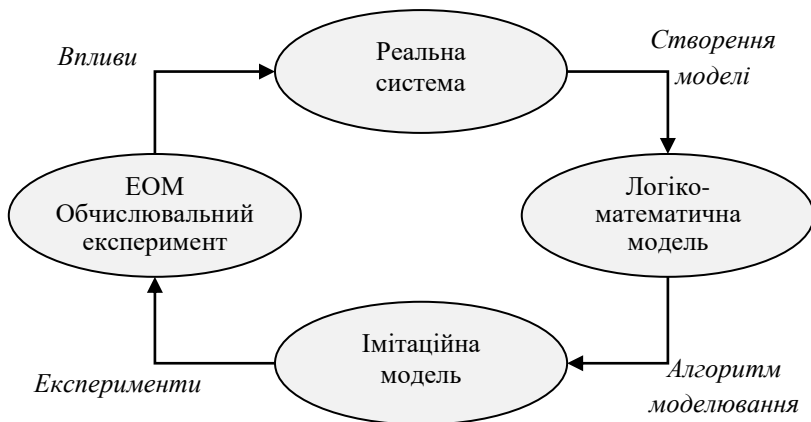 Впливи
Реальна
система
Створення
моделі
ЕОМ
Обчислювальний
експеримент
Логіко-
математична
модель
Імітаційна
модель
Експерименти
Алгоритм
моделювання